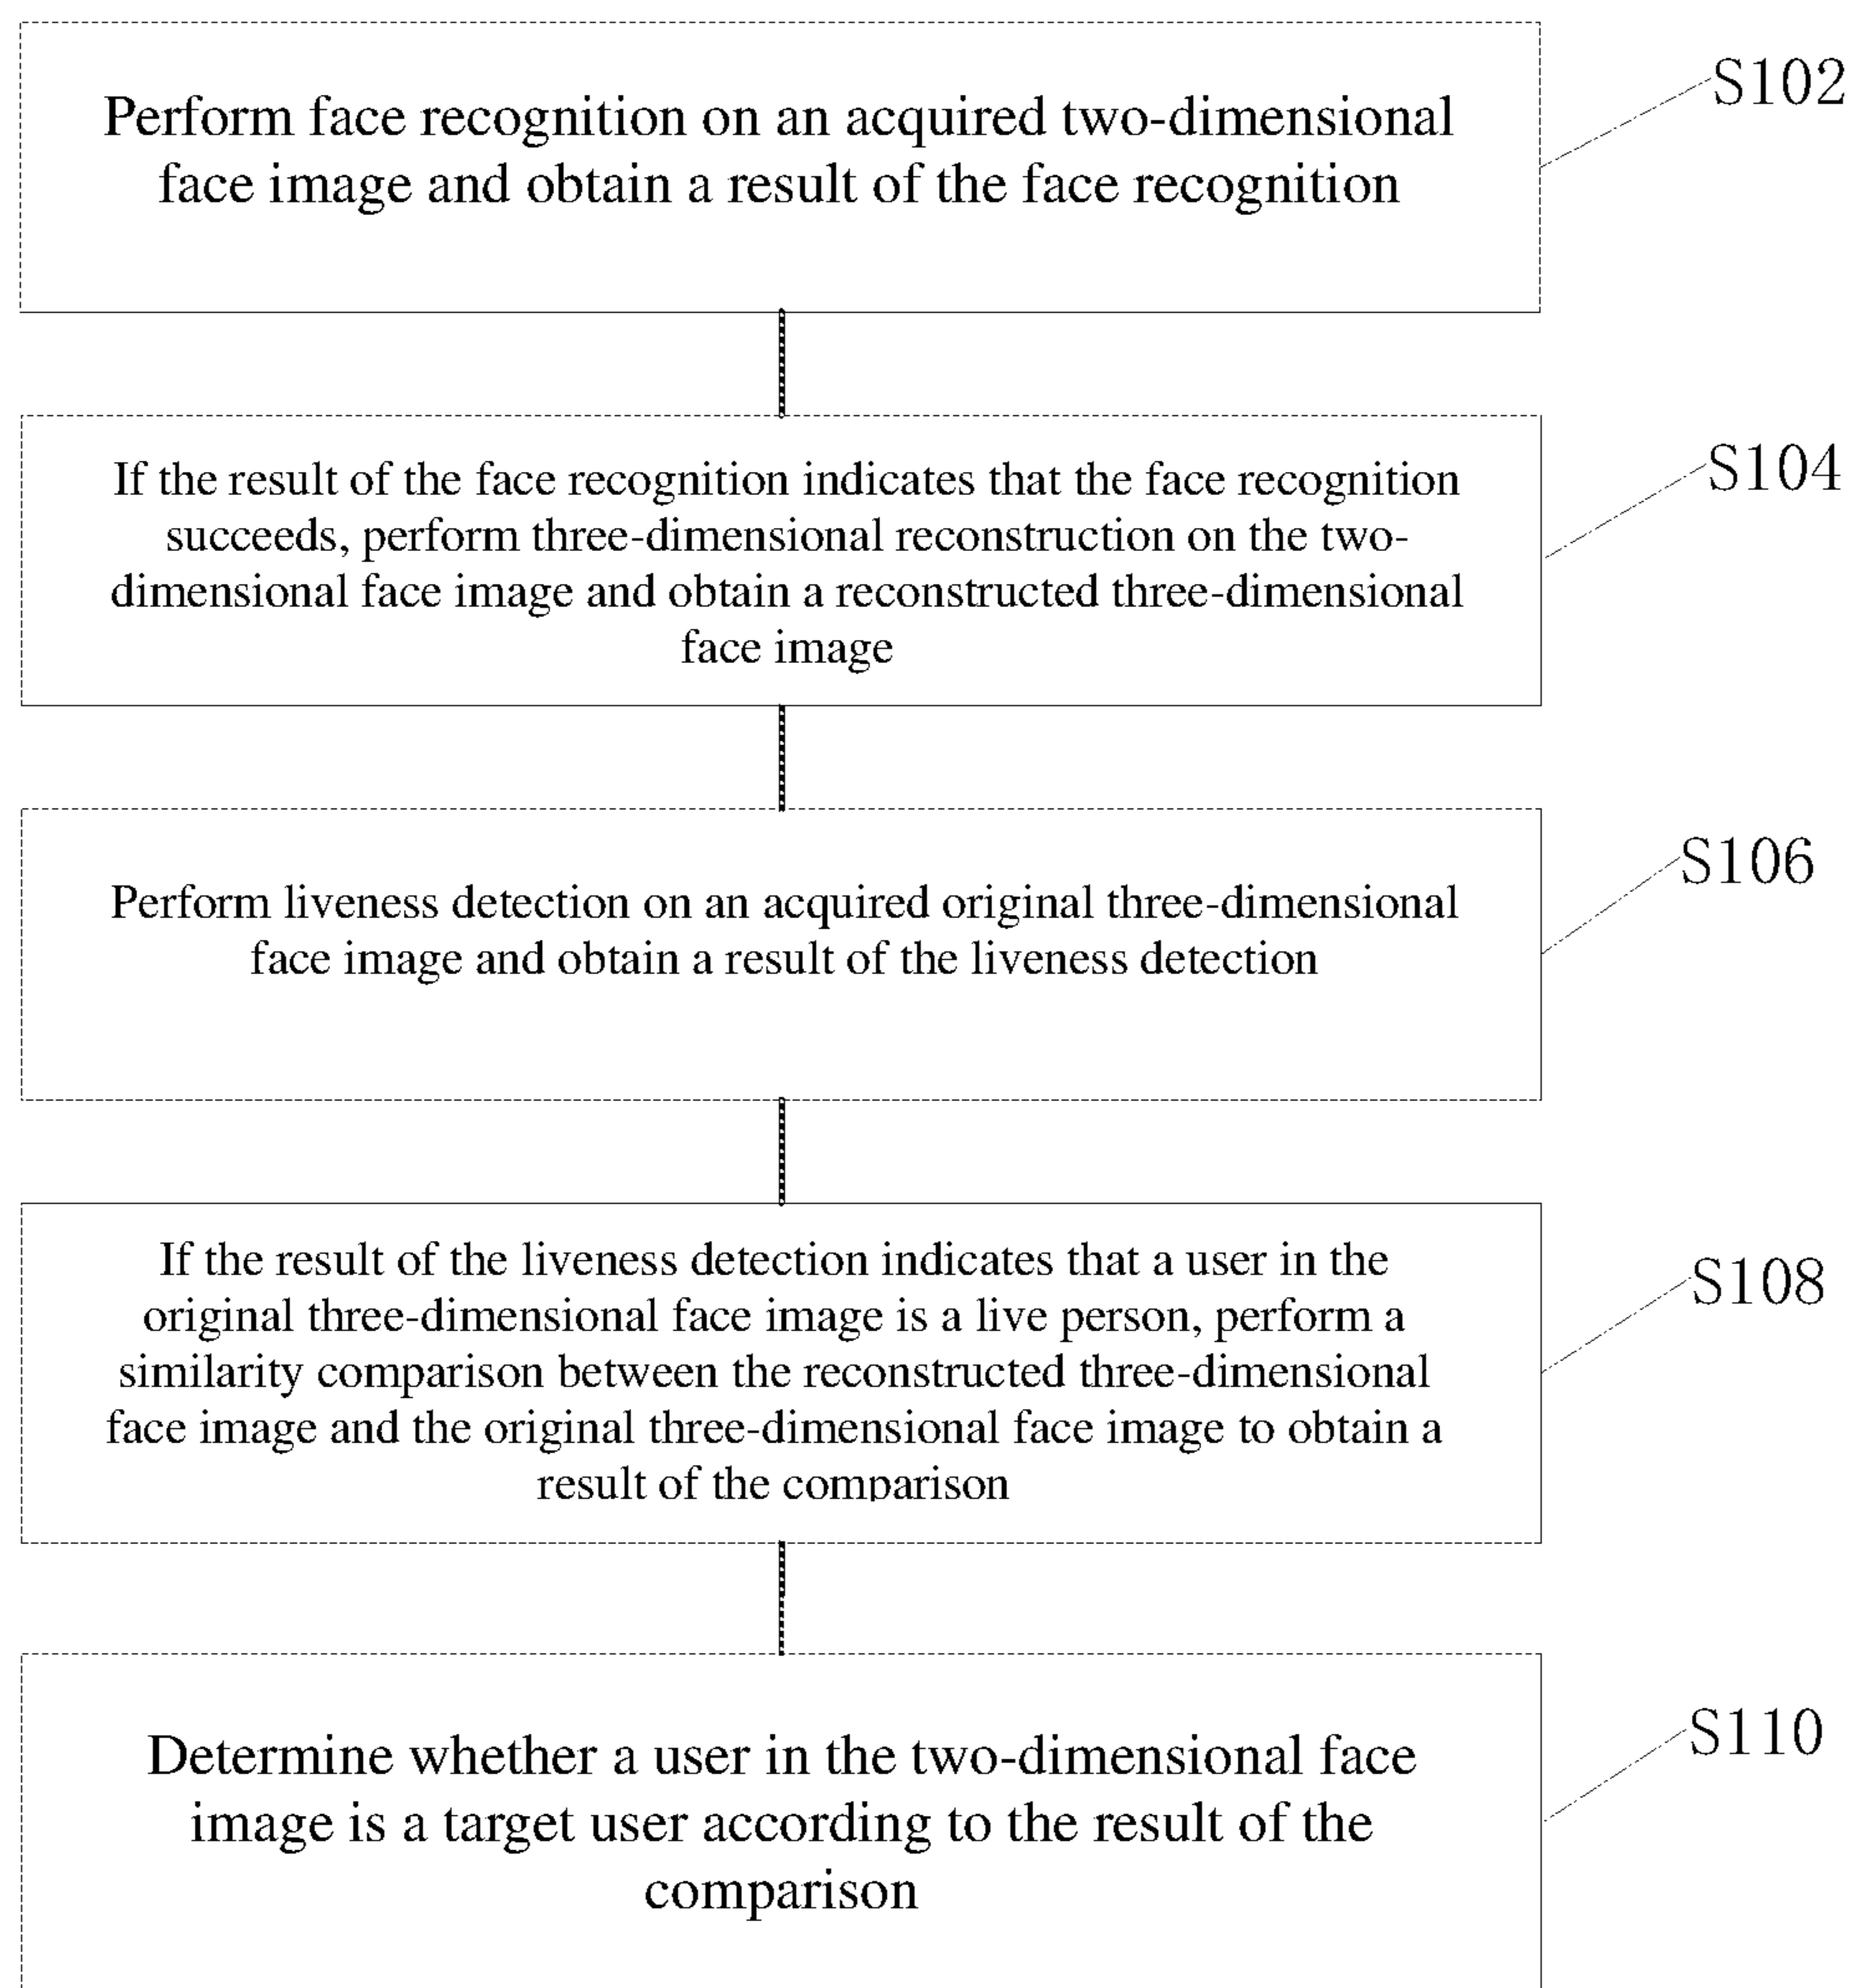 Perform face recognition on an acquired two-dimensional
face image and obtain a result of the face recognition
S102
If the result of the face recognition indicates that the face recognition
succeeds, perform three-dimensional reconstruction on the two-
dimensional face image and obtain a reconstructed three-dimensional
face image
S104
Perform liveness detection on an acquired original three-dimensional
face image and obtain a result of the liveness detection
S106
If the result of the liveness detection indicates that a user in the
original three-dimensional face image is a live person, perform a
similarity comparison between the reconstructed three-dimensional
face image and the original three-dimensional face image to obtain a
result of the comparison
S108
Determine whether a user in the two-dimensional face
image is a target user according to the result of the
comparison
S110